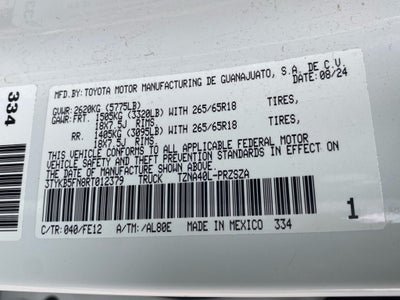 MFD.BY:TOYOTA MOTOR MANUFACTURING DE GUANAJUATO, S.A. DE C.V.
08/24
GVWR: 2620KG (5775LB)
GAWR: FRT. 1505KG (3320LB) WITH 265/65R18 TIRES,
18X7.5J RIMS,
RR. 1405KG (3095LB) WITH 265/65R18 TIRES,
18X7.5J RIMS,
THIS VEHICLE CONFORMS TO ALL APPLICABLE FEDERAL MOTOR
VEHICLE SAFETY AND THEFT PREVENTION STANDARDS IN EFFECT ON
THE DATE OF MANUFACTURE SHOWN ABOVE.
3TYKB5FN6RT012379 TRUCK TZNA40L-PRZSZA
C/TR: 040/FE12 A/TM: /AL80E MADE IN MEXICO 334 1
334